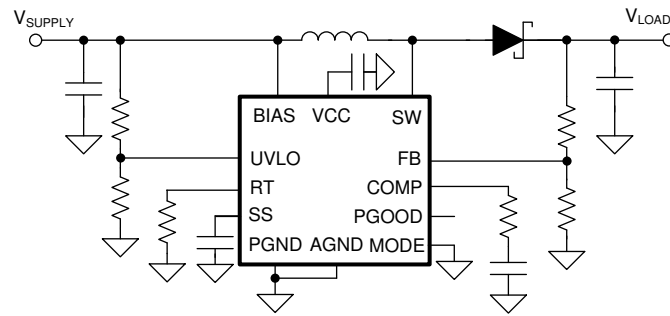 VSUPPLY VLOAD
BIAS VCC SW
UVLO FB
RT COMP
SS PGOOD
PGND AGND MODE